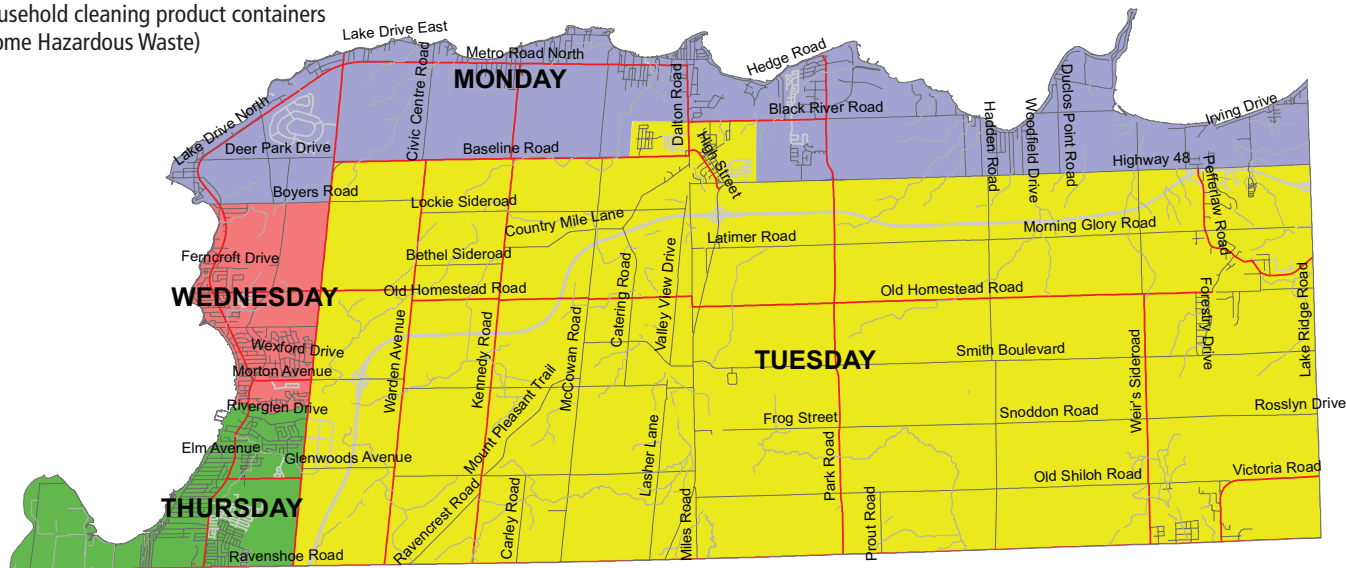 usehold cleaning product containers
ome Hazardous Waste)
Lake Drive East
Metro Road North
Hedge Road
MONDAY
Civic Centre Road
Dalton Road
Black River Road
Lake Drive North
Deer Park Drive
Baseline Road
High Street
Hadden Road
Woodfield Drive
Duclos Point Road
Irving Drive
Highway 48
Pefferlaw Road
Boyers Road
Lockie Sideroad
Country Mile Lane
Latimer Road
Morning Glory Road
Ferncroft Drive
Bethel Sideroad
WEDNESDAY
Old Homestead Road
Old Homestead Road
Catering Road
Valley View Drive
Warden Avenue
Kennedy Road
McCowan Road
Forestry Drive
Lake Ridge Road
Wexford Drive
Morton Avenue
TUESDAY
Smith Boulevard
Weir's Sideroad
Riverglen Drive
Mount Pleasant Trail
Frog Street
Snoddon Road
Rosslyn Drive
Elm Avenue
Glenwoods Avenue
Lasher Lane
Park Road
Old Shiloh Road
Victoria Road
THURSDAY
Ravencrest Road
Carley Road
Miles Road
Prout Road
Ravenshoe Road